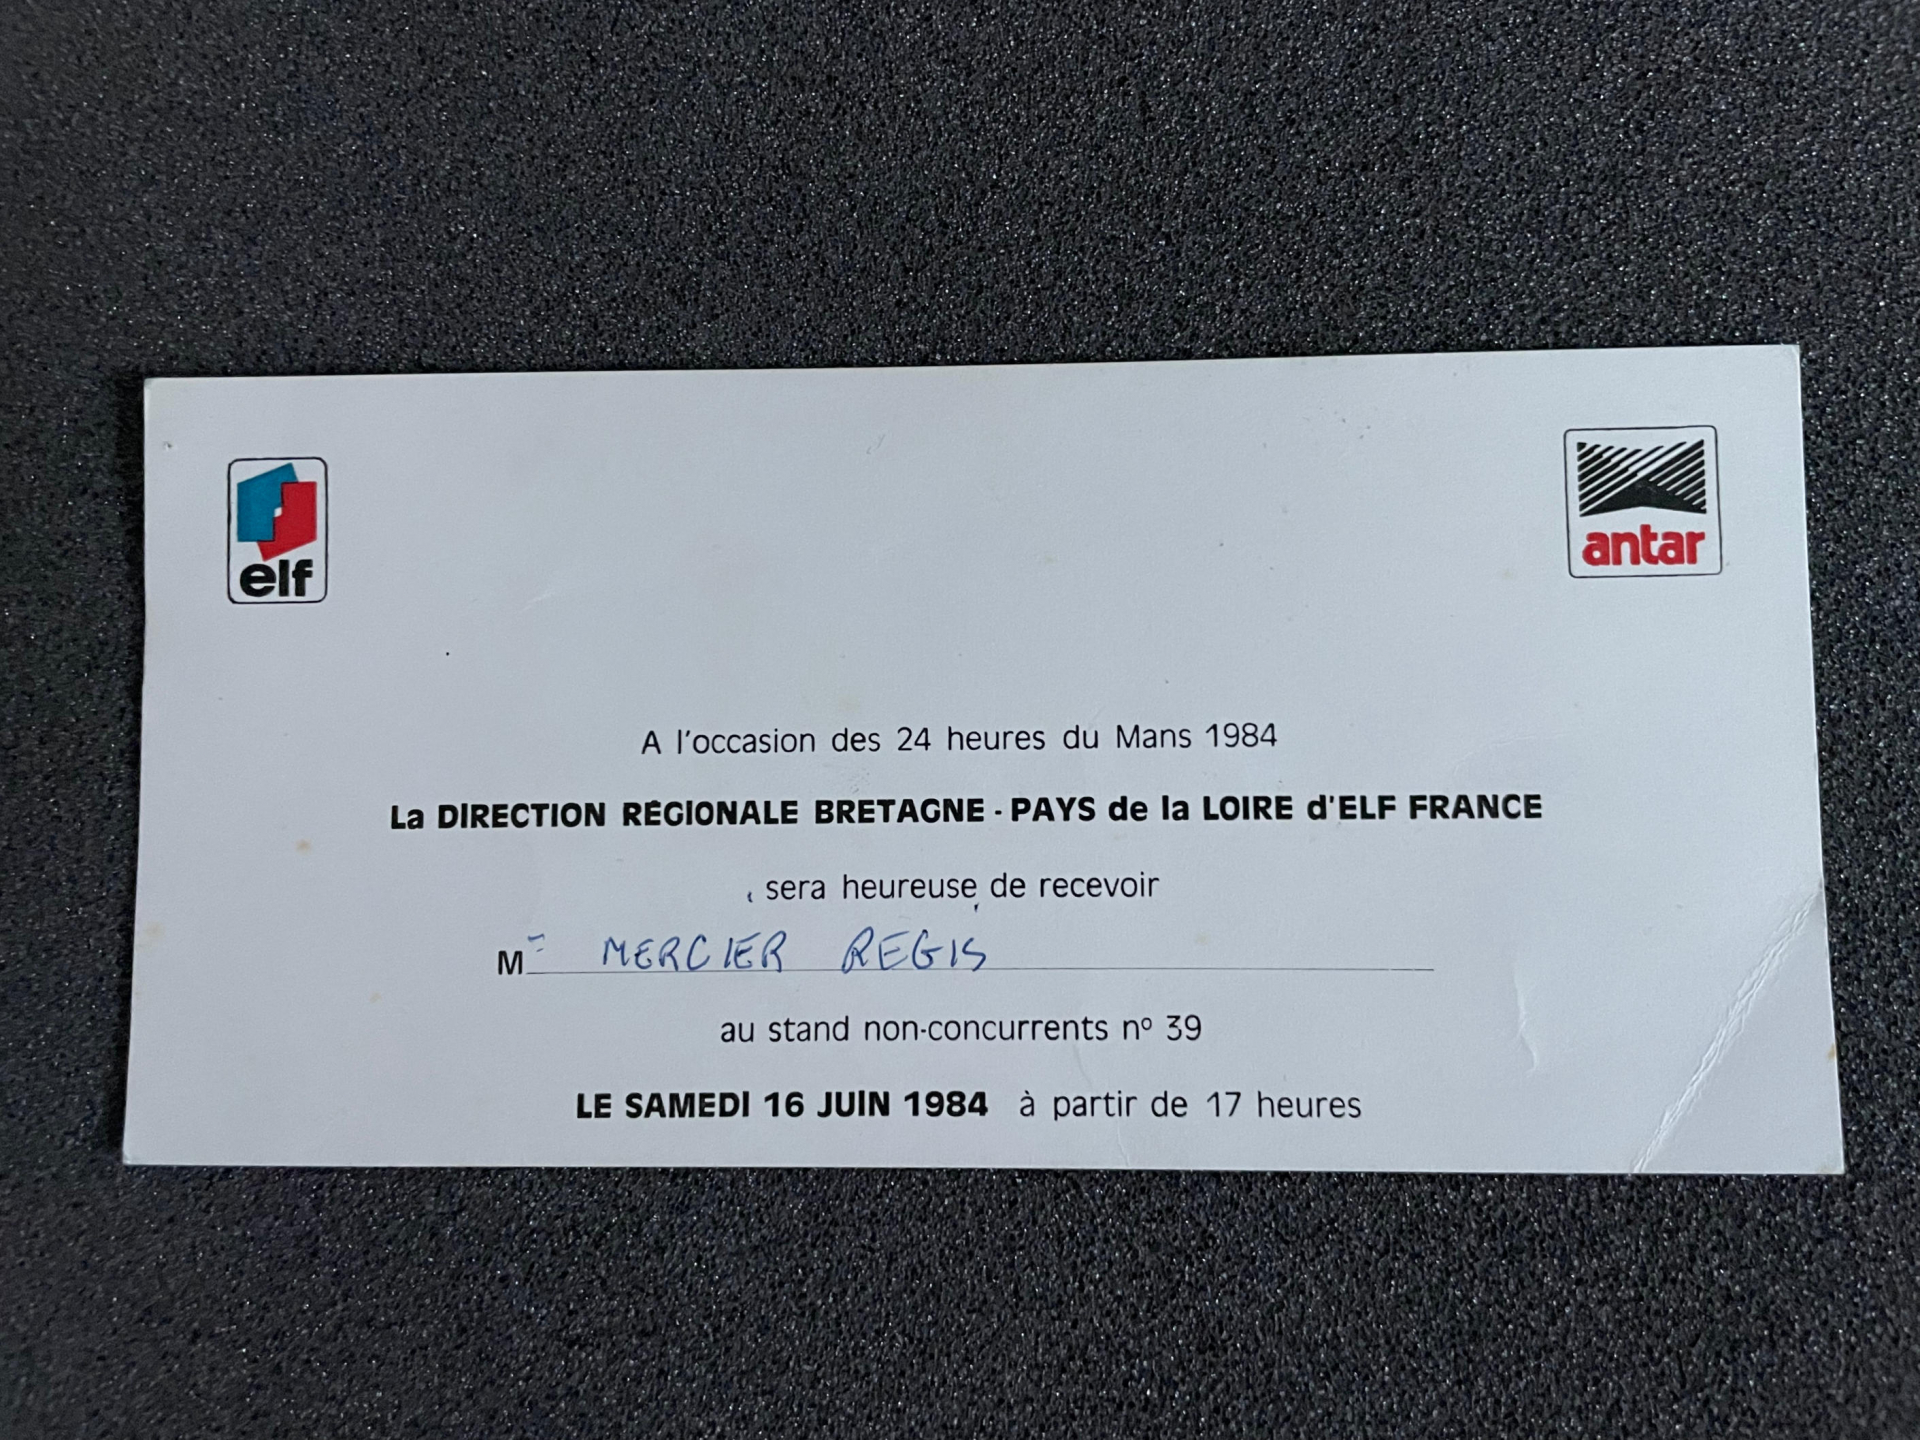 elf
antar
A l'occasion des 24 heures du Mans 1984
La DIRECTION RÉGIONALE BRETAGNE - PAYS de la LOIRE d'ELF FRANCE
sera heureuse de recevoir
Mr MERCIER REGIS
au stand non-concurrents nº 39
LE SAMEDI 16 JUIN 1984 à partir de 17 heures